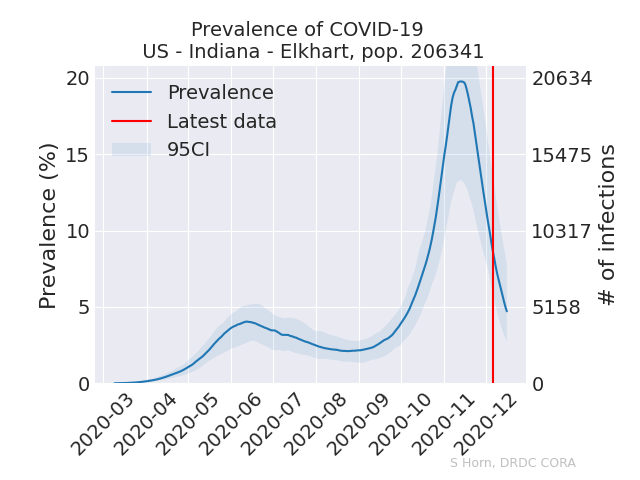 Prevalence of COVID-19
US - Indiana - Elkhart, pop. 206341
Prevalence
Latest data
95CI
Prevalence (%)
20
15
10
5
0
20634
15475
10317
5158
0
# of infections
2020-03
2020-04
2020-05
2020-06
2020-07
2020-08
2020-09
2020-10
2020-11
2020-12
S Horn, DRDC CORA